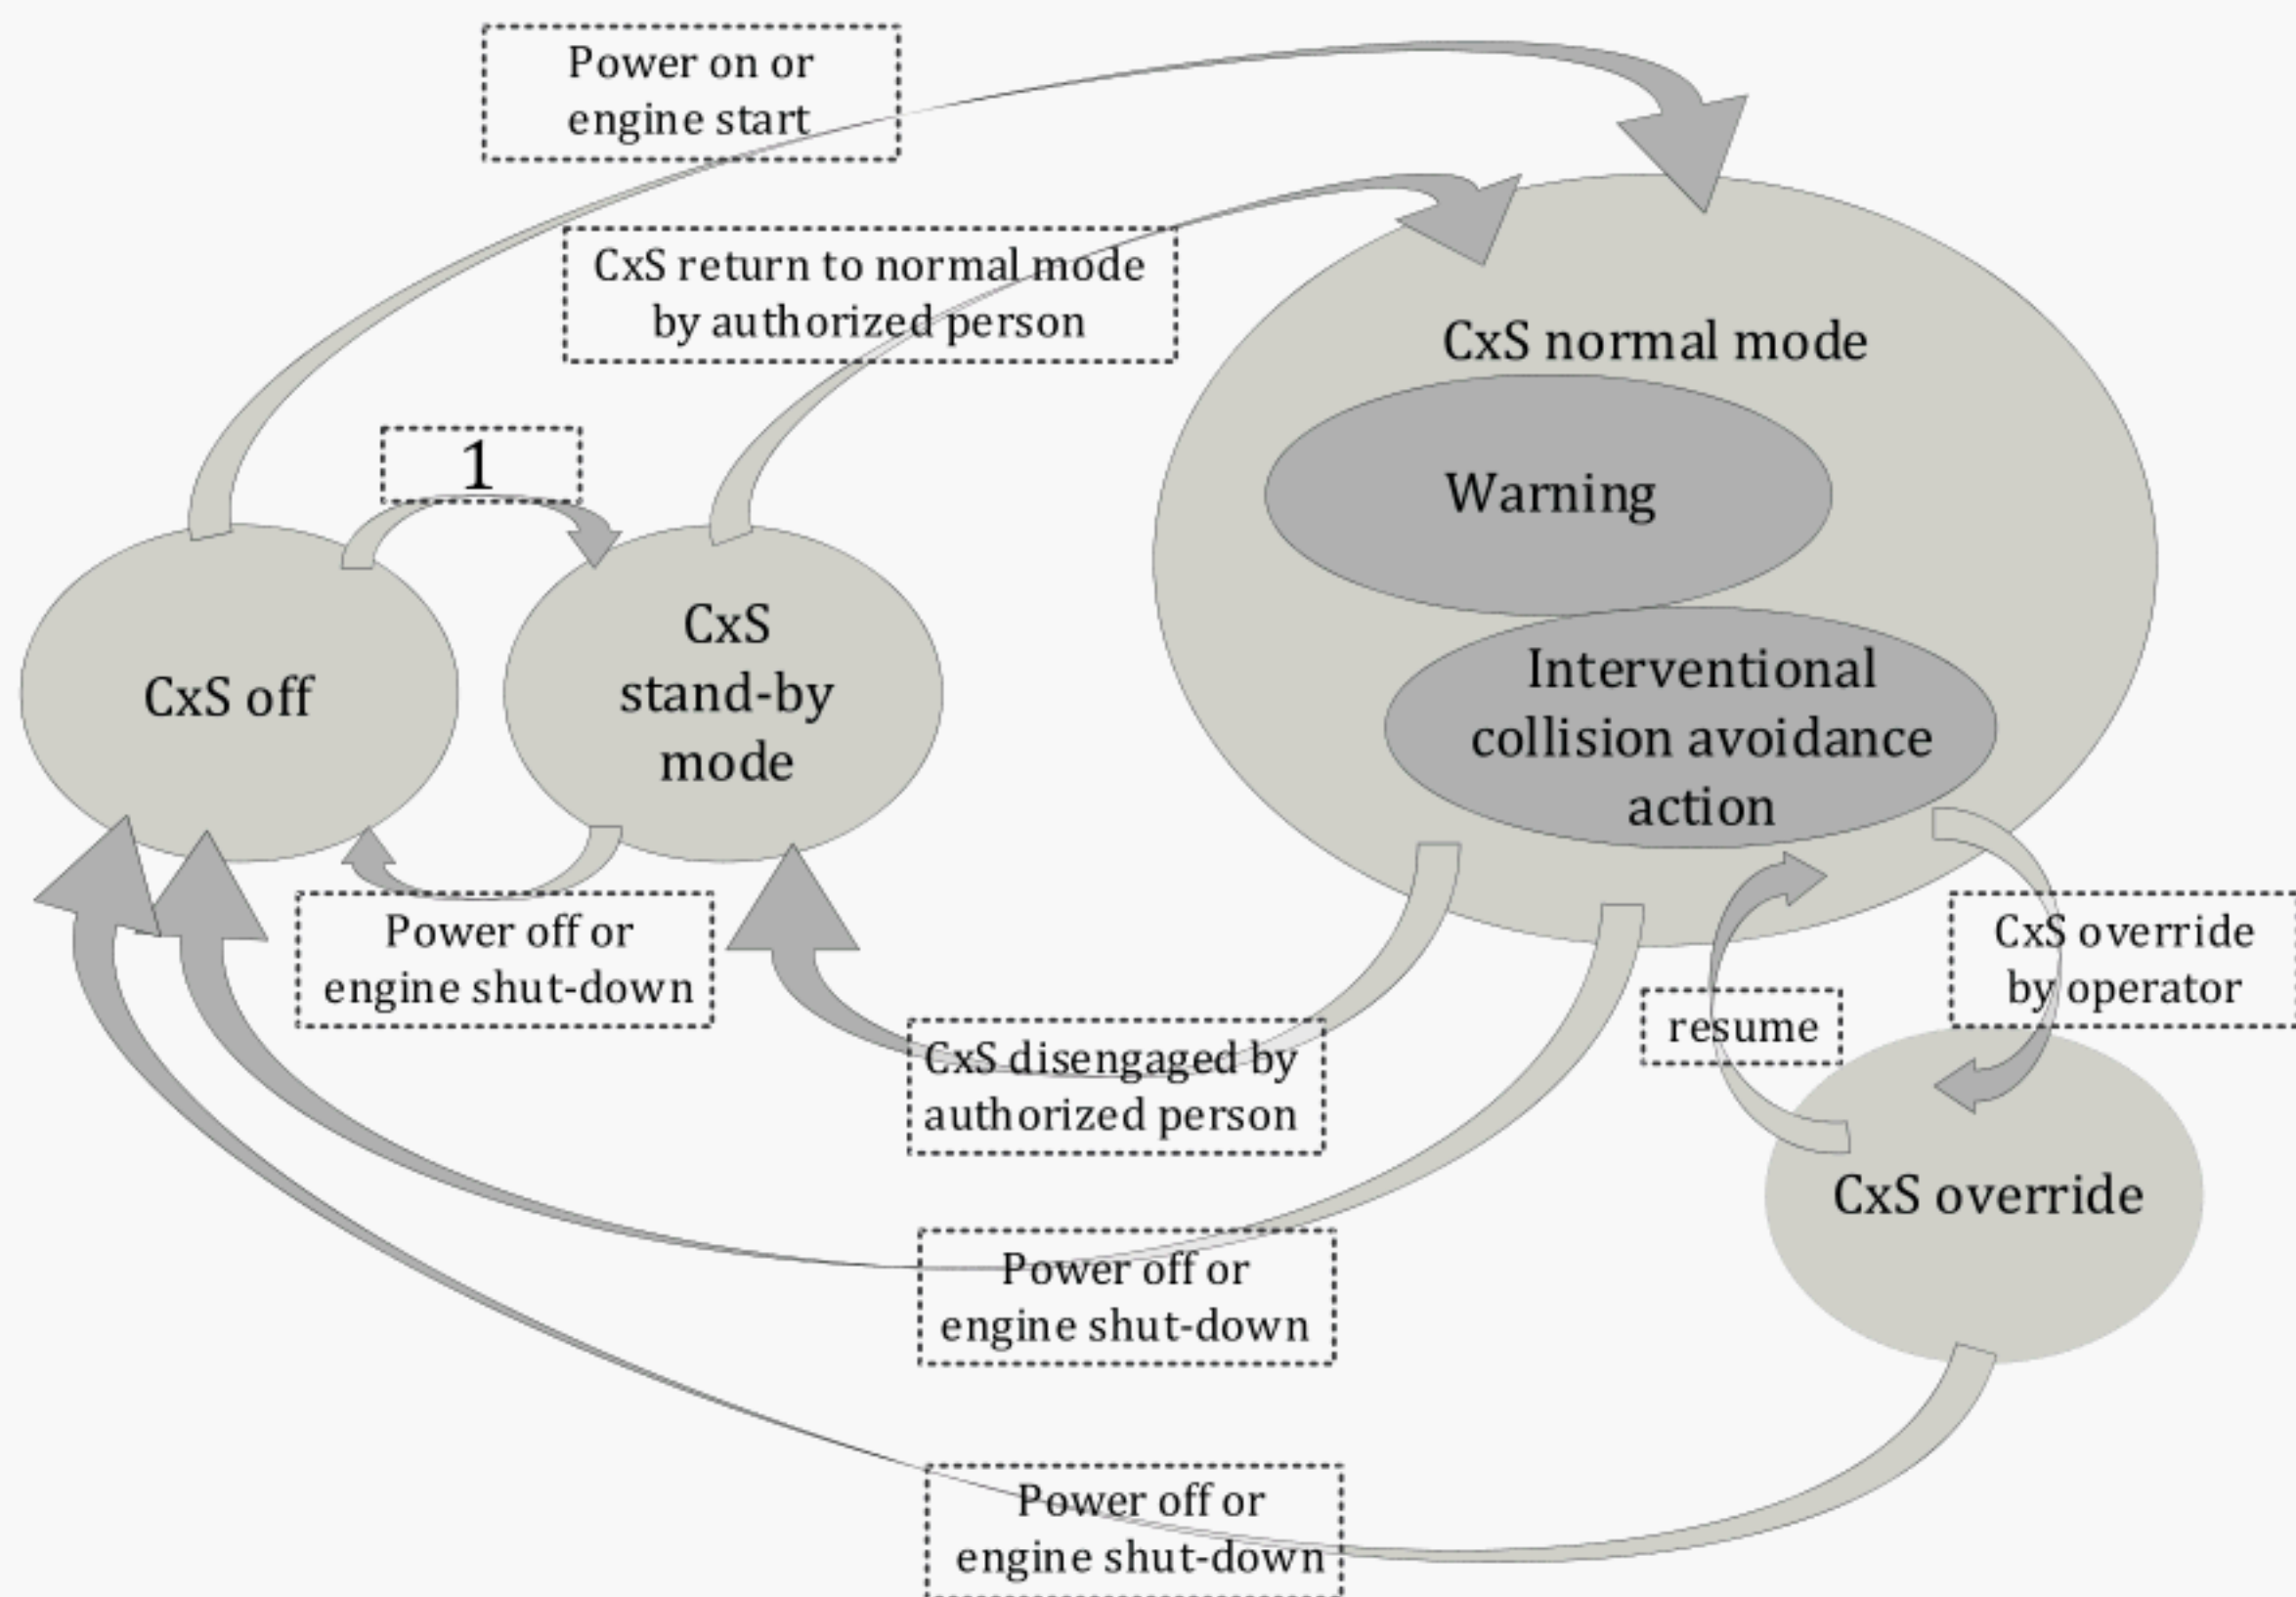 Power on or
engine start
CxS return to normal mode
by authorized person
CxS normal mode
1
Warning
CxS
stand-by
mode
CxS off
Interventional
collision avoidance
action
Power off or
engine shut-down
CxS override
by operator
resume
CxS disengaged by
authorized person
CxS override
Power off or
engine shut-down
Power off or
engine shut-down